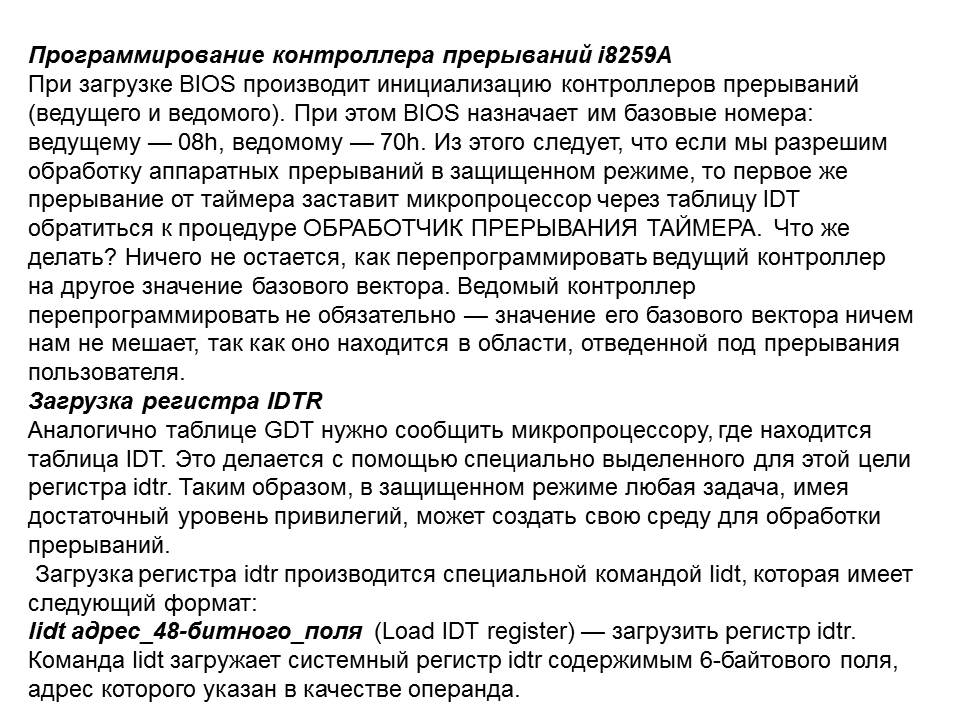 Программирование контроллера прерываний i8259A
При загрузке BIOS производит инициализацию контроллеров прерываний
(ведущего и ведомого). При этом BIOS назначает им базовые номера:
ведущему — 08h, ведомому — 70h. Из этого следует, что если мы разрешим
обработку аппаратных прерываний в защищенном режиме, то первое же
прерывание от таймера заставит микропроцессор через таблицу IDT
обратиться к процедуре ОБРАБОТЧИК ПРЕРЫВАНИЯ ТАЙМЕРА. Что же
делать? Ничего не остается, как перепрограммировать ведущий контроллер
на другое значение базового вектора. Ведомый контроллер
перепрограммировать не обязательно — значение его базового вектора ничем
нам не мешает, так как оно находится в области, отведенной под прерывания
пользователя.
Загрузка регистра IDTR
Аналогично таблице GDT нужно сообщить микропроцессору, где находится
таблица IDT. Это делается с помощью специально выделенного для этой цели
регистра idtr. Таким образом, в защищенном режиме любая задача, имея
достаточный уровень привилегий, может создать свою среду для обработки
прерываний.
Загрузка регистра idtr производится специальной командой lidt, которая имеет
следующий формат:
lidt адрес_48-битного_поля (Load IDT register) — загрузить регистр idtr.
Команда lidt загружает системный регистр idtr содержимым 6-байтового поля,
адрес которого указан в качестве операнда.